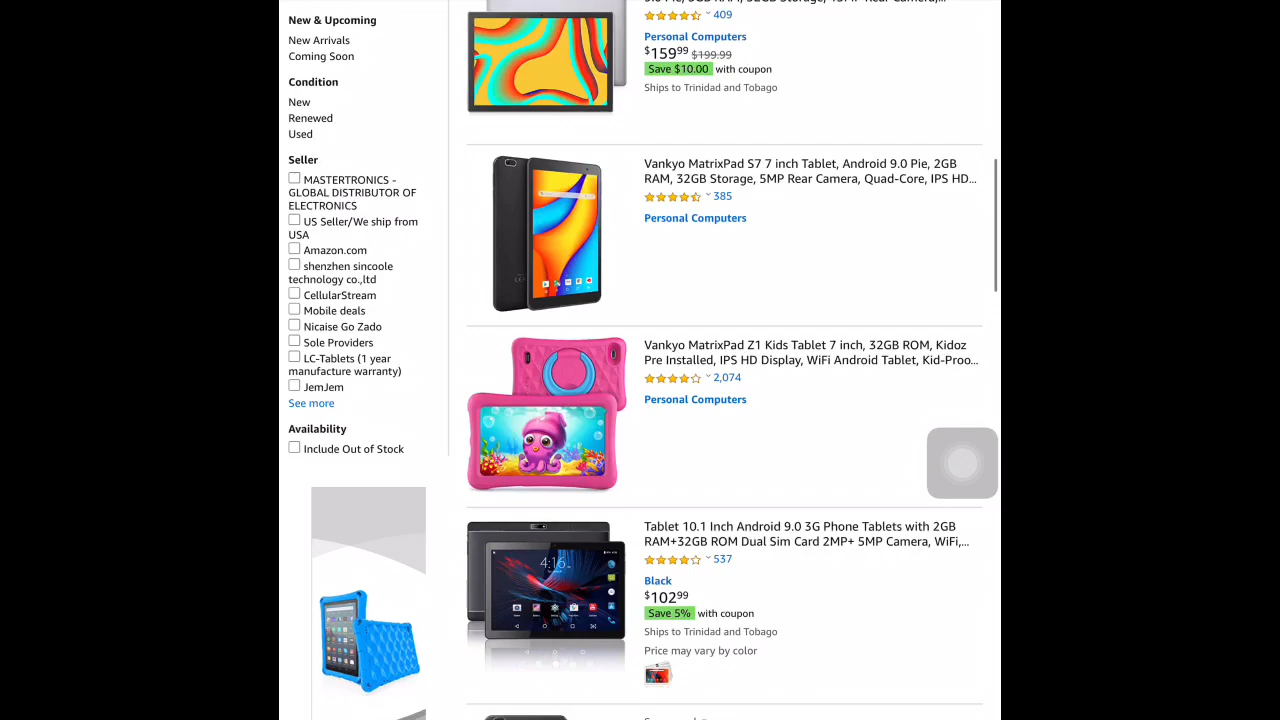 New & Upcoming
New Arrivals
Coming Soon
Condition
New
Renewed
Used
Seller
MASTERTRONICS -
GLOBAL DISTRIBUTOR OF
ELECTRONICS
US Seller/We ship from
USA
Amazon.com
shenzhen sincoole
technology co.,ltd
CellularStream
Mobile deals
Nicaise Go Zado
Sole Providers
LC-Tablets (1 year
manufacture warranty)
JemJem
See more
Availability
Include Out of Stock
409
Personal Computers
$159.99 $199.99
Save $10.00 with coupon
Ships to Trinidad and Tobago
Vankyo MatrixPad S7 7 inch Tablet, Android 9.0 Pie, 2GB
RAM, 32GB Storage, 5MP Rear Camera, Quad-Core, IPS HD...
385
Personal Computers
Vankyo MatrixPad Z1 Kids Tablet 7 inch, 32GB ROM, Kidoz
Pre Installed, IPS HD Display, WiFi Android Tablet, Kid-Proo...
2,074
Personal Computers
Tablet 10.1 Inch Android 9.0 3G Phone Tablets with 2GB
RAM+32GB ROM Dual Sim Card 2MP+ 5MP Camera, WiFi,...
537
Black
$102.99
Save 5% with coupon
Ships to Trinidad and Tobago
Price may vary by color
4:16